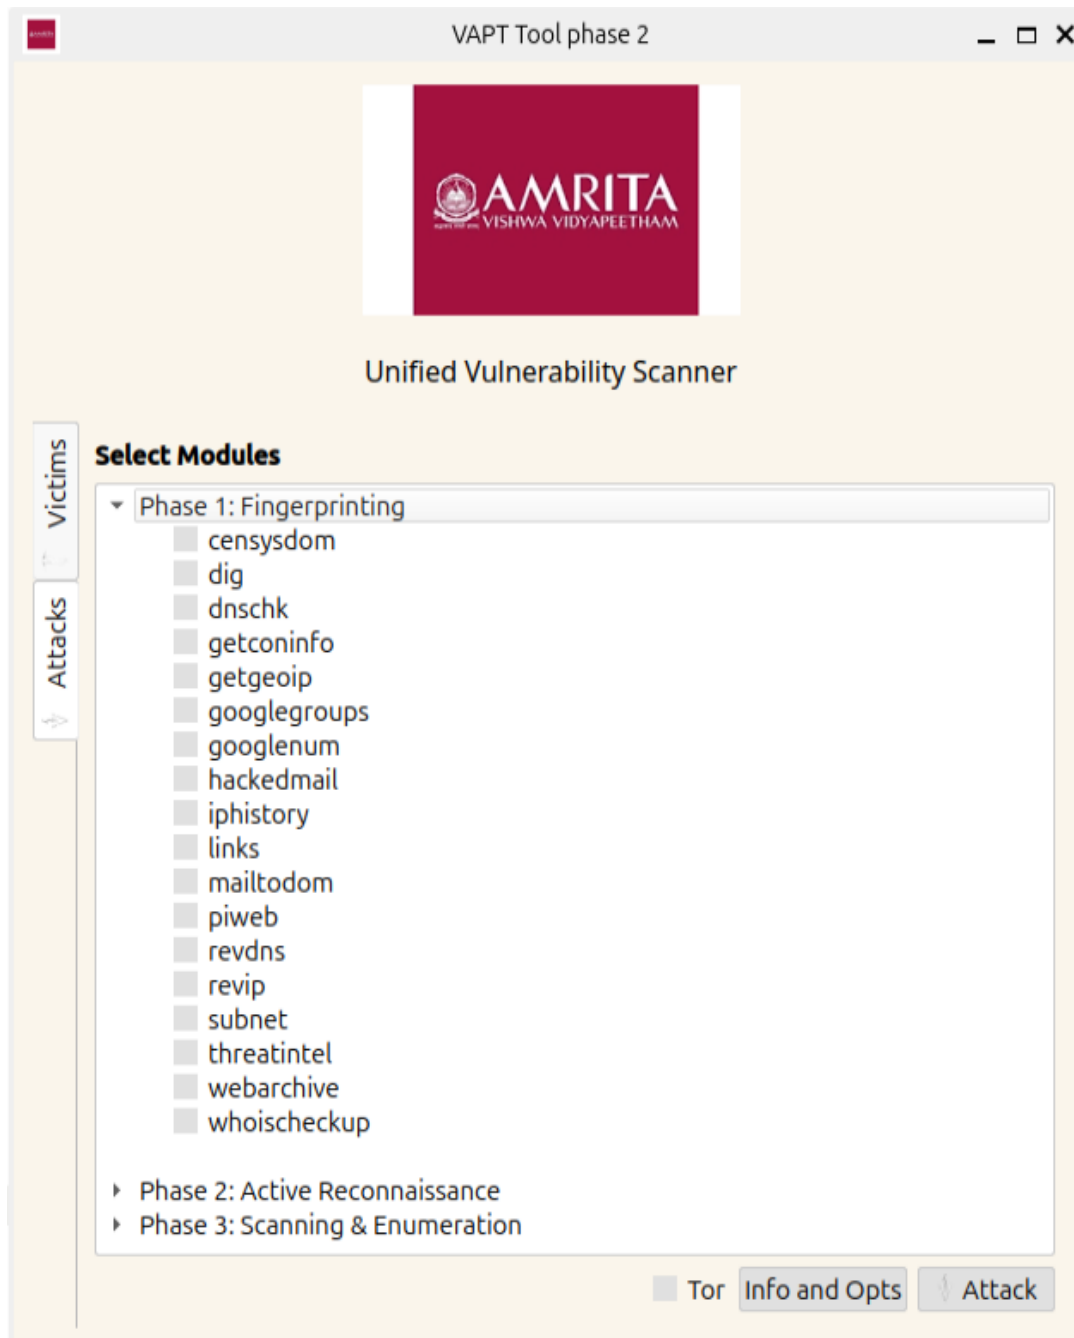 VAPT Tool phase 2
AMRITA
VISHWA VIDYAPEETHAM
Unified Vulnerability Scanner
Victims
Attacks
Select Modules
Phase 1: Fingerprinting
censysdom
dig
dnschk
getconinfo
getgeoip
googlegroups
googlenum
hackedmail
iphistory
links
mailtodom
piweb
revdns
revip
subnet
threatintel
webarchive
whoischeckup
Phase 2: Active Reconnaissance
Phase 3: Scanning & Enumeration
Tor Info and Opts Attack